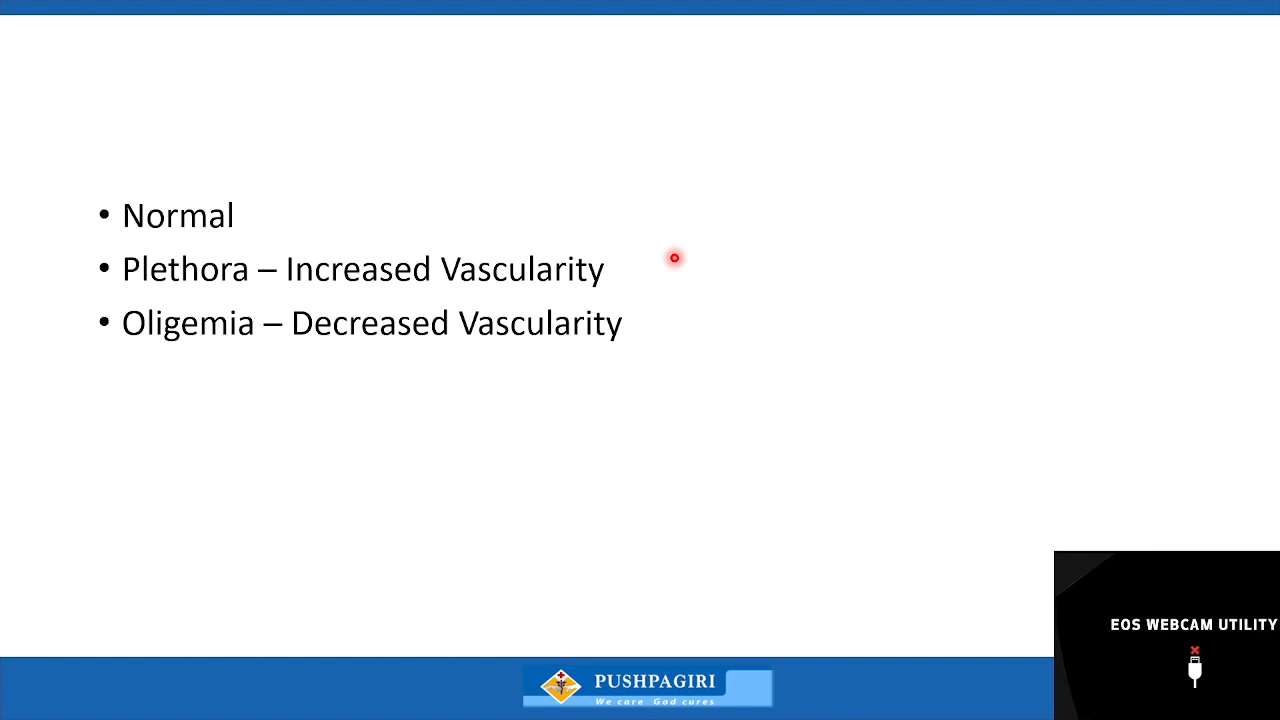 • Normal
• Plethora – Increased Vascularity
• Oligemia – Decreased Vascularity
EOS WEBCAM UTILITY
PUSHPAGIRI
We care God cures